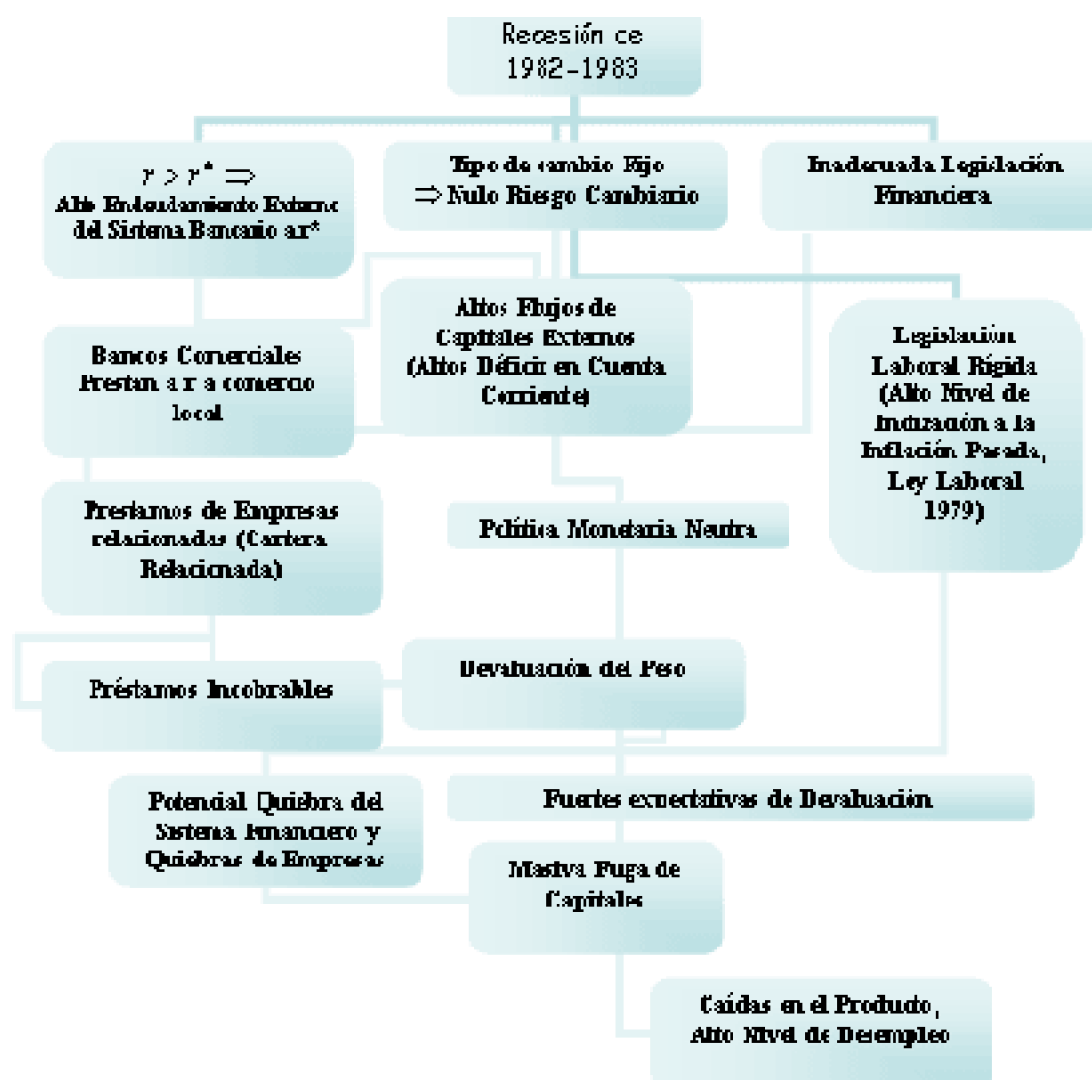 Recesión ce
1982-1983
r > r* ⇒
Alto Endeudamiento Externo
del Sistema Bancario a r*
Tipo de cambio Fijo
⇒ Nulo Riesgo Cambiario
Inadecuada Legislación
Financiera
Bancos Comerciales
Prestan a r a comercio
local
Altos Flujos de
Capitales Externos
(Altos Déficir en Cuenta
Corriente)
Legislación
Laboral Rígida
(Alto Nivel de
Indización a la
Inflación Pasada,
Ley Laboral
1979)
Prestamos de Empresas
relacionadas (Cartera
Relacionada)
Política Monetaria Neutra
Préstamos Incobrables
Devaluación del Peso
Potencial Quiebra del
Sistema Financiero y
Quiebras de Empresas
Fuertes expectativas de Devaluación
Masiva Fuga de
Capitales
Caídas en el Producto,
Alto Nivel de Desempleo